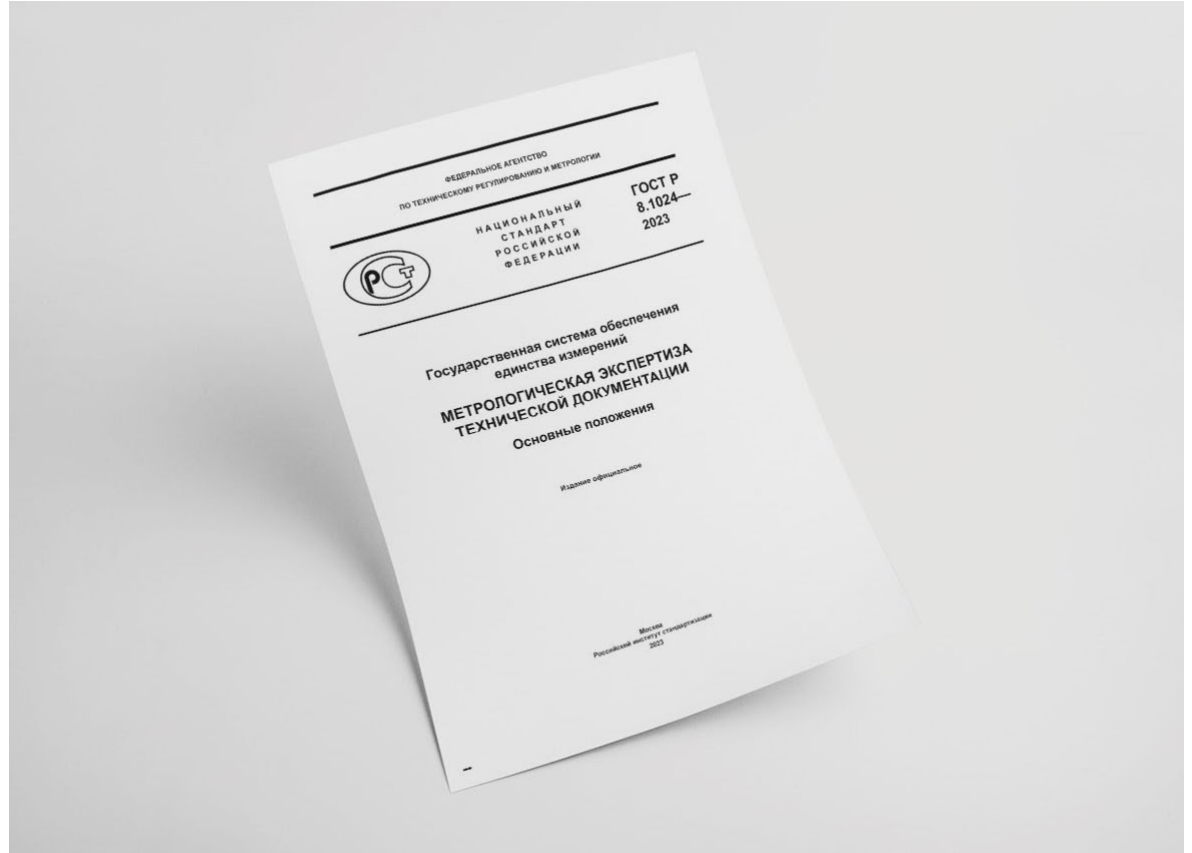 ФЕДЕРАЛЬНОЕ АГЕНТСТВО
ПО ТЕХНИЧЕСКОМУ РЕГУЛИРОВАНИЮ И МЕТРОЛОГИИ
НАЦИОНАЛЬНЫЙ
СТАНДАРТ
РОССИЙСКОЙ
ФЕДЕРАЦИИ
ГОСТ Р
8.1024—
2023
РСТ
Государственная система обеспечения
единства измерений
МЕТРОЛОГИЧЕСКАЯ ЭКСПЕРТИЗА
ТЕХНИЧЕСКОЙ ДОКУМЕНТАЦИИ
Основные положения
Издание официальное
Москва
Российский институт стандартизации
2023